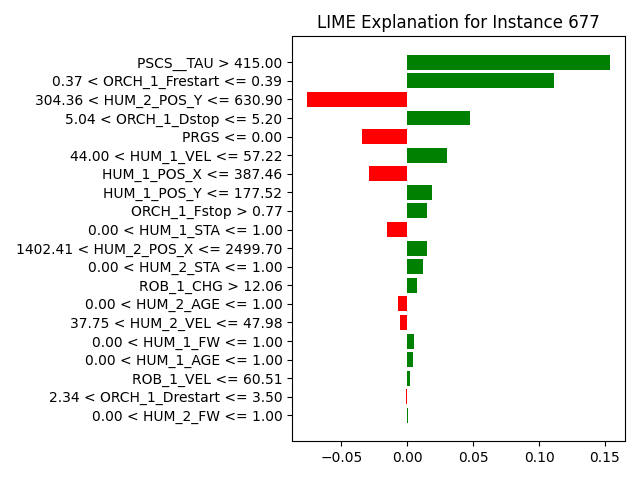 LIME Explanation for Instance 677
PSCS__TAU > 415.00
0.37 < ORCH_1_Frestart <= 0.39
304.36 < HUM_2_POS_Y <= 630.90
5.04 < ORCH_1_Dstop <= 5.20
PRGS <= 0.00
44.00 < HUM_1_VEL <= 57.22
HUM_1_POS_X <= 387.46
HUM_1_POS_Y <= 177.52
ORCH_1_Fstop > 0.77
0.00 < HUM_1_STA <= 1.00
1402.41 < HUM_2_POS_X <= 2499.70
0.00 < HUM_2_STA <= 1.00
ROB_1_CHG > 12.06
0.00 < HUM_2_AGE <= 1.00
37.75 < HUM_2_VEL <= 47.98
0.00 < HUM_1_FW <= 1.00
0.00 < HUM_1_AGE <= 1.00
ROB_1_VEL <= 60.51
2.34 < ORCH_1_Drestart <= 3.50
0.00 < HUM_2_FW <= 1.00
−0.05 0.00 0.05 0.10 0.15